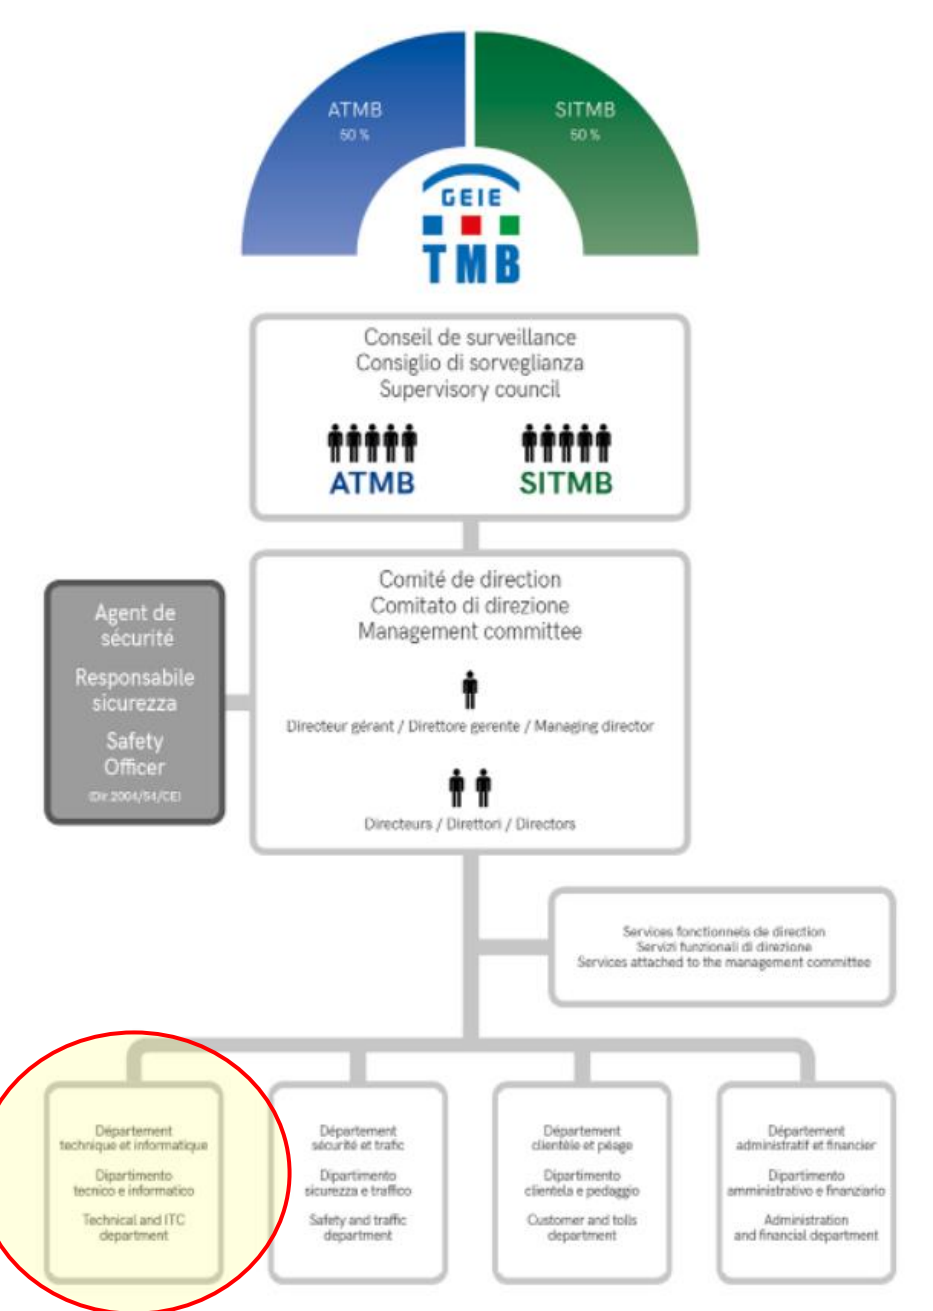 ATMB
50 %
SITMB
50 %
GEIE
TMB
Conseil de surveillance
Consiglio di sorveglianza
Supervisory council
ATMB
SITMB
Agent de
sécurité
Responsabile
sicurezza
Safety
Officer
(Dir.2004/54/CE)
Comité de direction
Comitato di direzione
Management committee
Directeur gérant / Direttore gerente / Managing director
Directeurs / Direttori / Directors
Services fonctionnels de direction
Servizi funzionali di direzione
Services attached to the management committee
Département
technique et informatique
Dipartimento
tecnico e informatico
Technical and ITC
department
Département
sécurité et trafic
Dipartimento
sicurezza e traffico
Safety and traffic
department
Département
clientèle et péage
Dipartimento
clientela e pedaggio
Customer and tolls
department
Département
administratif et financier
Dipartimento
amministrativo e finanziario
Administration
and financial department